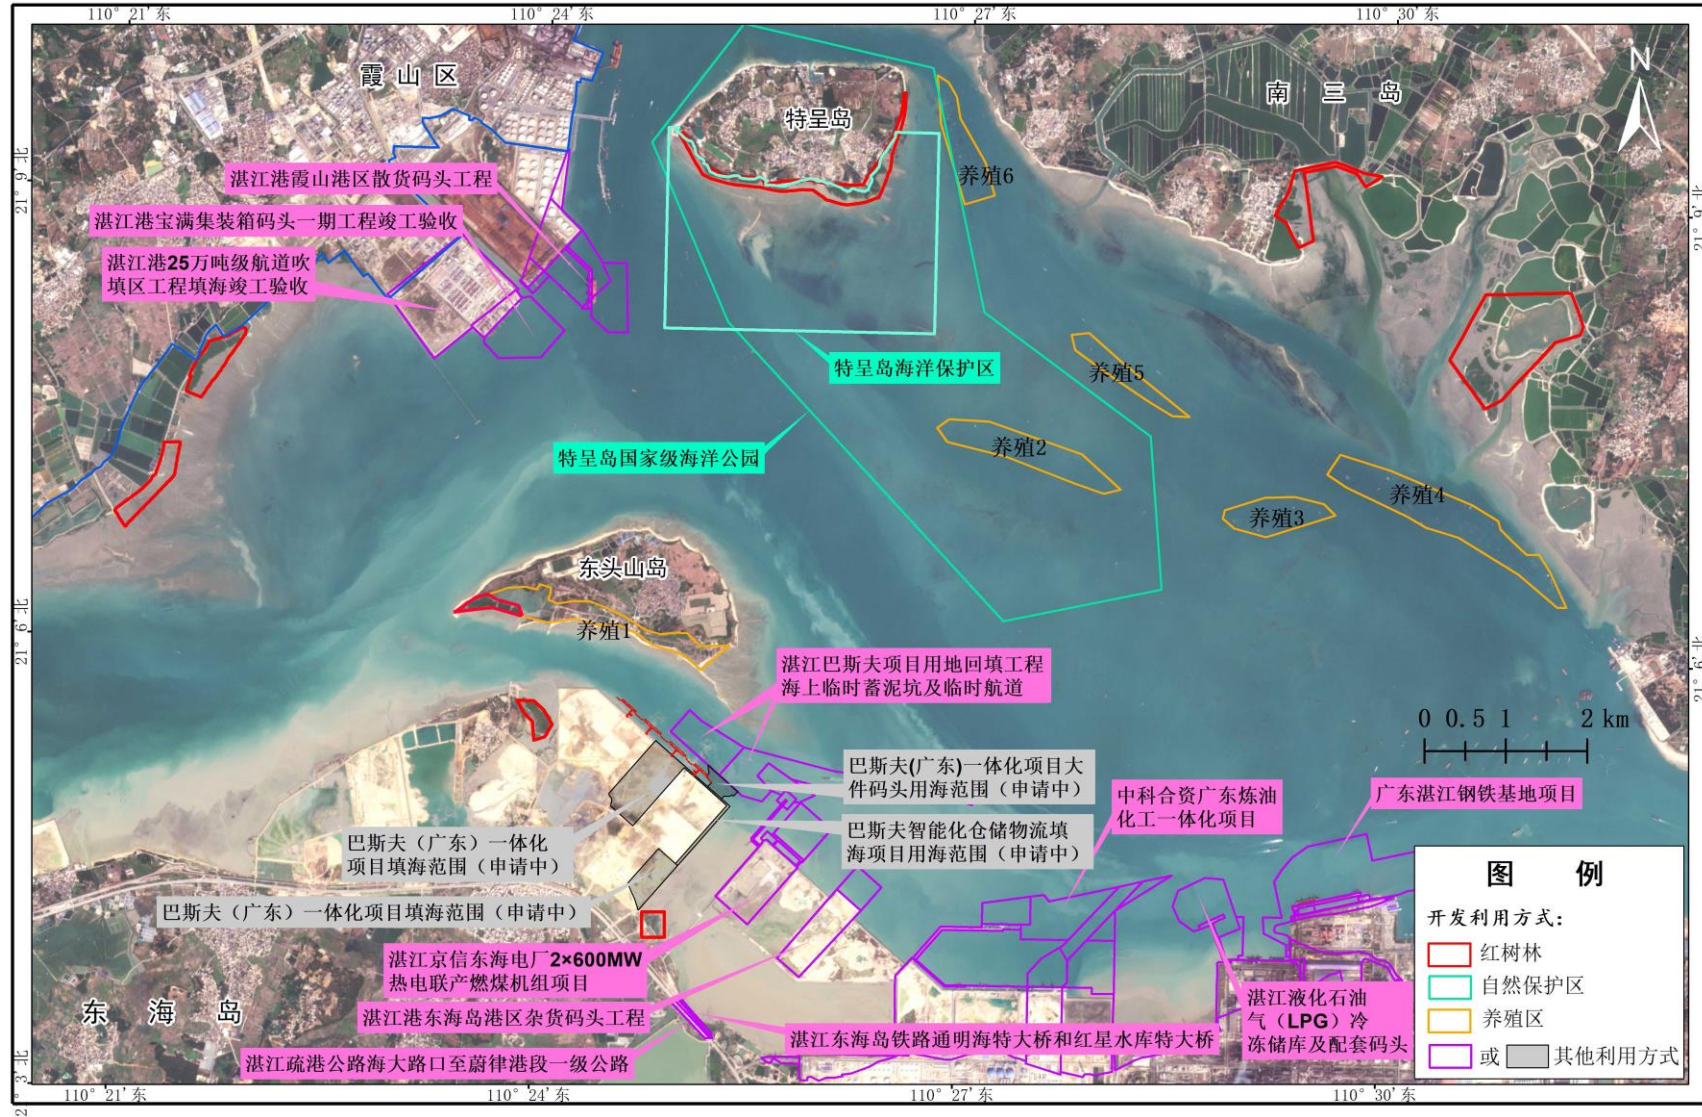 110° 21′东
110° 24′东
110° 27′东
110° 30′东
霞山区
特呈岛
南三岛
N
21° 9′北
21° 9′北
湛江港霞山港区散货码头工程
养殖6
湛江港宝满集装箱码头一期工程竣工验收
湛江港25万吨级航道吹
填区工程填海竣工验收
特呈岛海洋保护区
养殖5
特呈岛国家级海洋公园
养殖2
养殖4
养殖3
东头山岛
养殖1
21° 6′北
21° 6′北
湛江巴斯夫项目用地回填工程
海上临时蓄泥坑及临时航道
0 0.5 1 2 km
巴斯夫(广东)一体化项目大
件码头用海范围（申请中）
中科合资广东炼油
化工一体化项目
广东湛江钢铁基地项目
巴斯夫智能化仓储物流填
海项目用海范围（申请中）
巴斯夫（广东）一体化
项目填海范围（申请中）
巴斯夫（广东）一体化项目填海范围（申请中）
湛江京信东海电厂2×600MW
热电联产燃煤机组项目
湛江港东海岛港区杂货码头工程
湛江东海岛铁路通明海特大桥和红星水库特大桥
湛江疏港公路海大路口至蔚律港段一级公路
湛江液化石油
气（LPG）冷
冻储库及配套码头
东海岛
图例
开发利用方式：
红树林
自然保护区
养殖区
或 其他利用方式
21° 3′北
110° 21′东
110° 24′东
110° 27′东
110° 30′东